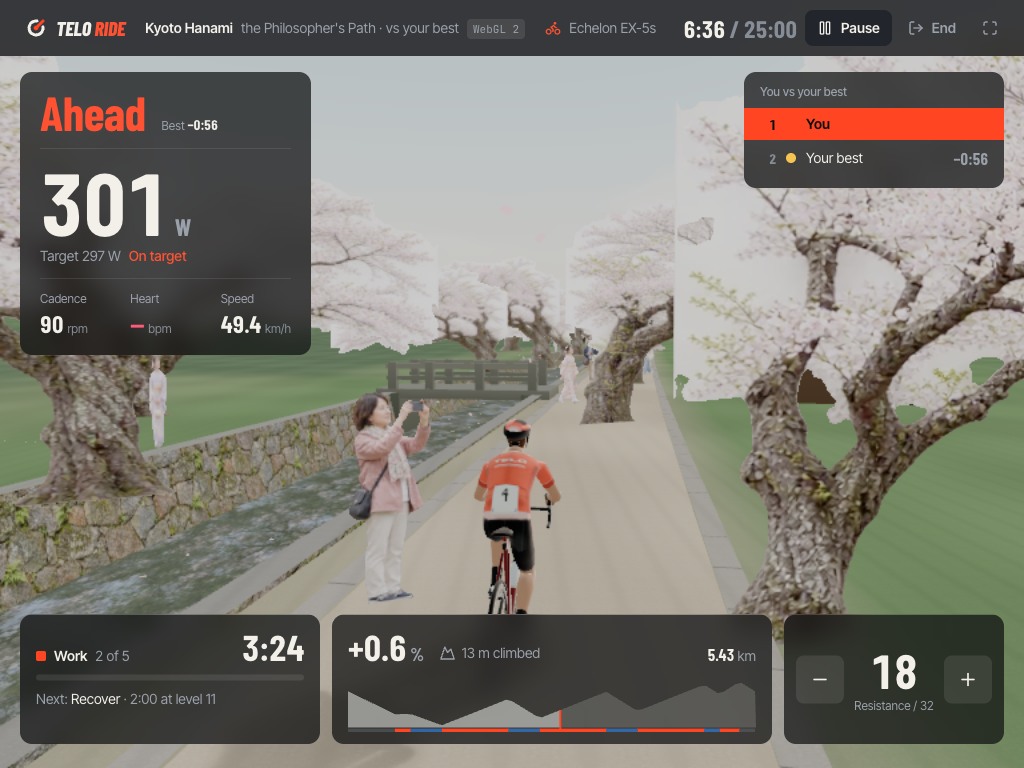 TELO RIDE Kyoto Hanami the Philosopher's Path · vs your best WebGL 2 Echelon EX-5s 6:36 / 25:00 Pause End
Ahead Best −0:56
301 W
Target 297 W On target
Cadence Heart Speed
90 rpm – bpm 49.4 km/h
You vs your best
1 You
2 Your best −0:56
TELO
Work 2 of 5 3:24
Next: Recover · 2:00 at level 11
+0.6 % 13 m climbed 5.43 km
− 18 +
Resistance / 32